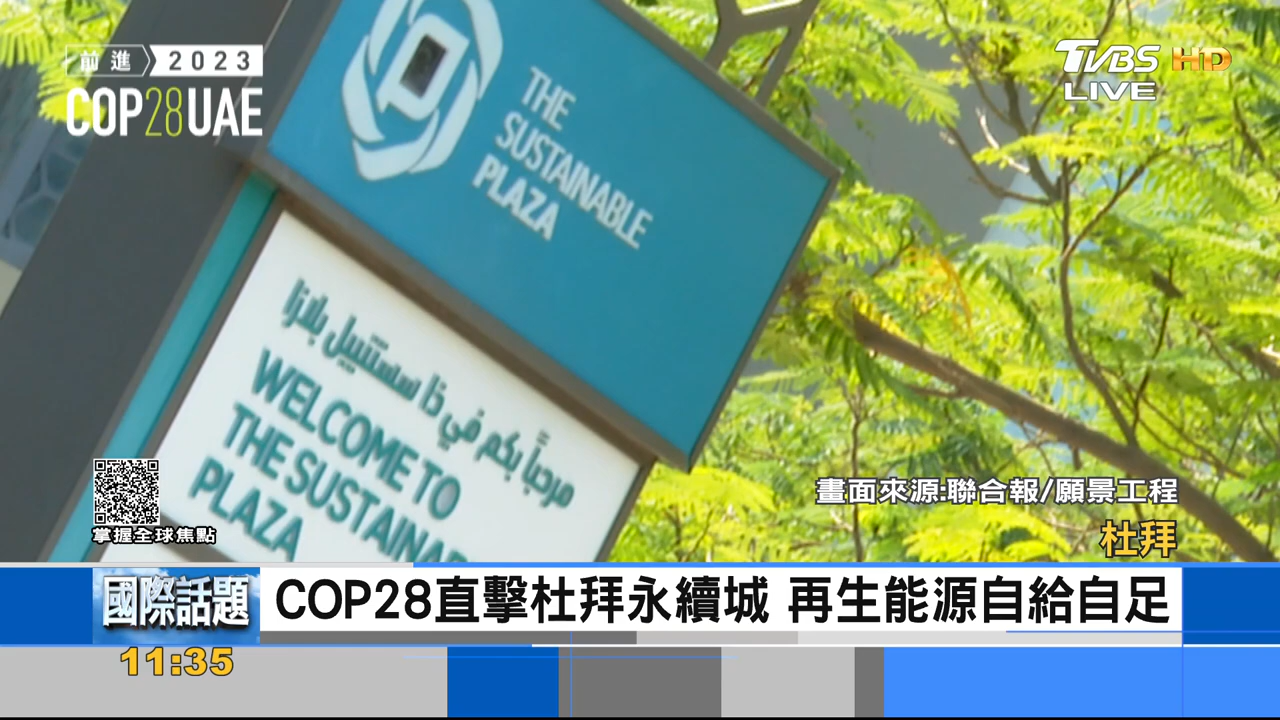 前進 2023
COP28UAE
TVBS HD
LIVE
THE
SUSTAINABLE
PLAZA
مرحباً بكم في ذا سستنيبل بلازا
WELCOME TO
THE SUSTAINAB
PLAZA
畫面來源:聯合報/願景工程
杜拜
掌握全球焦點
國際話題
COP28直擊杜拜永續城 再生能源自給自足
11:35